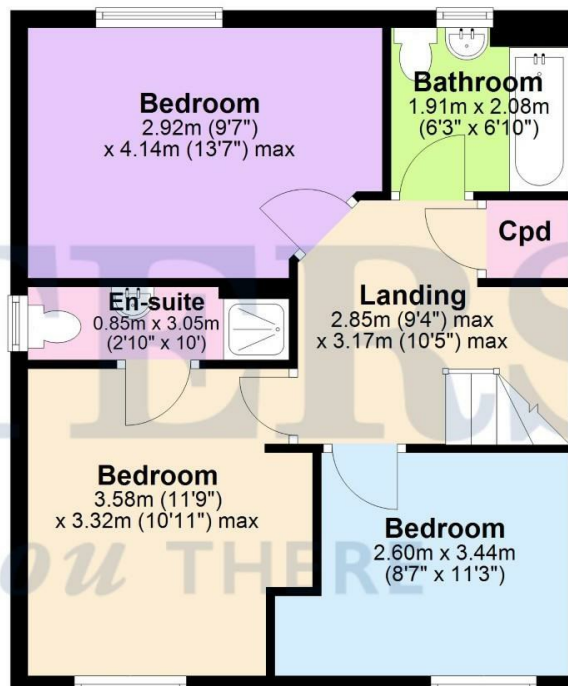 Bedroom
2.92m (9'7")
x 4.14m (13'7") max
Bathroom
1.91m x 2.08m
(6'3" x 6'10")
Cpd
En-suite
0.85m x 3.05m
(2'10" x 10')
Landing
2.85m (9'4") max
x 3.17m (10'5") max
Bedroom
3.58m (11'9")
x 3.32m (10'11") max
Bedroom
2.60m x 3.44m
(8'7" x 11'3")
TERS
you THERE